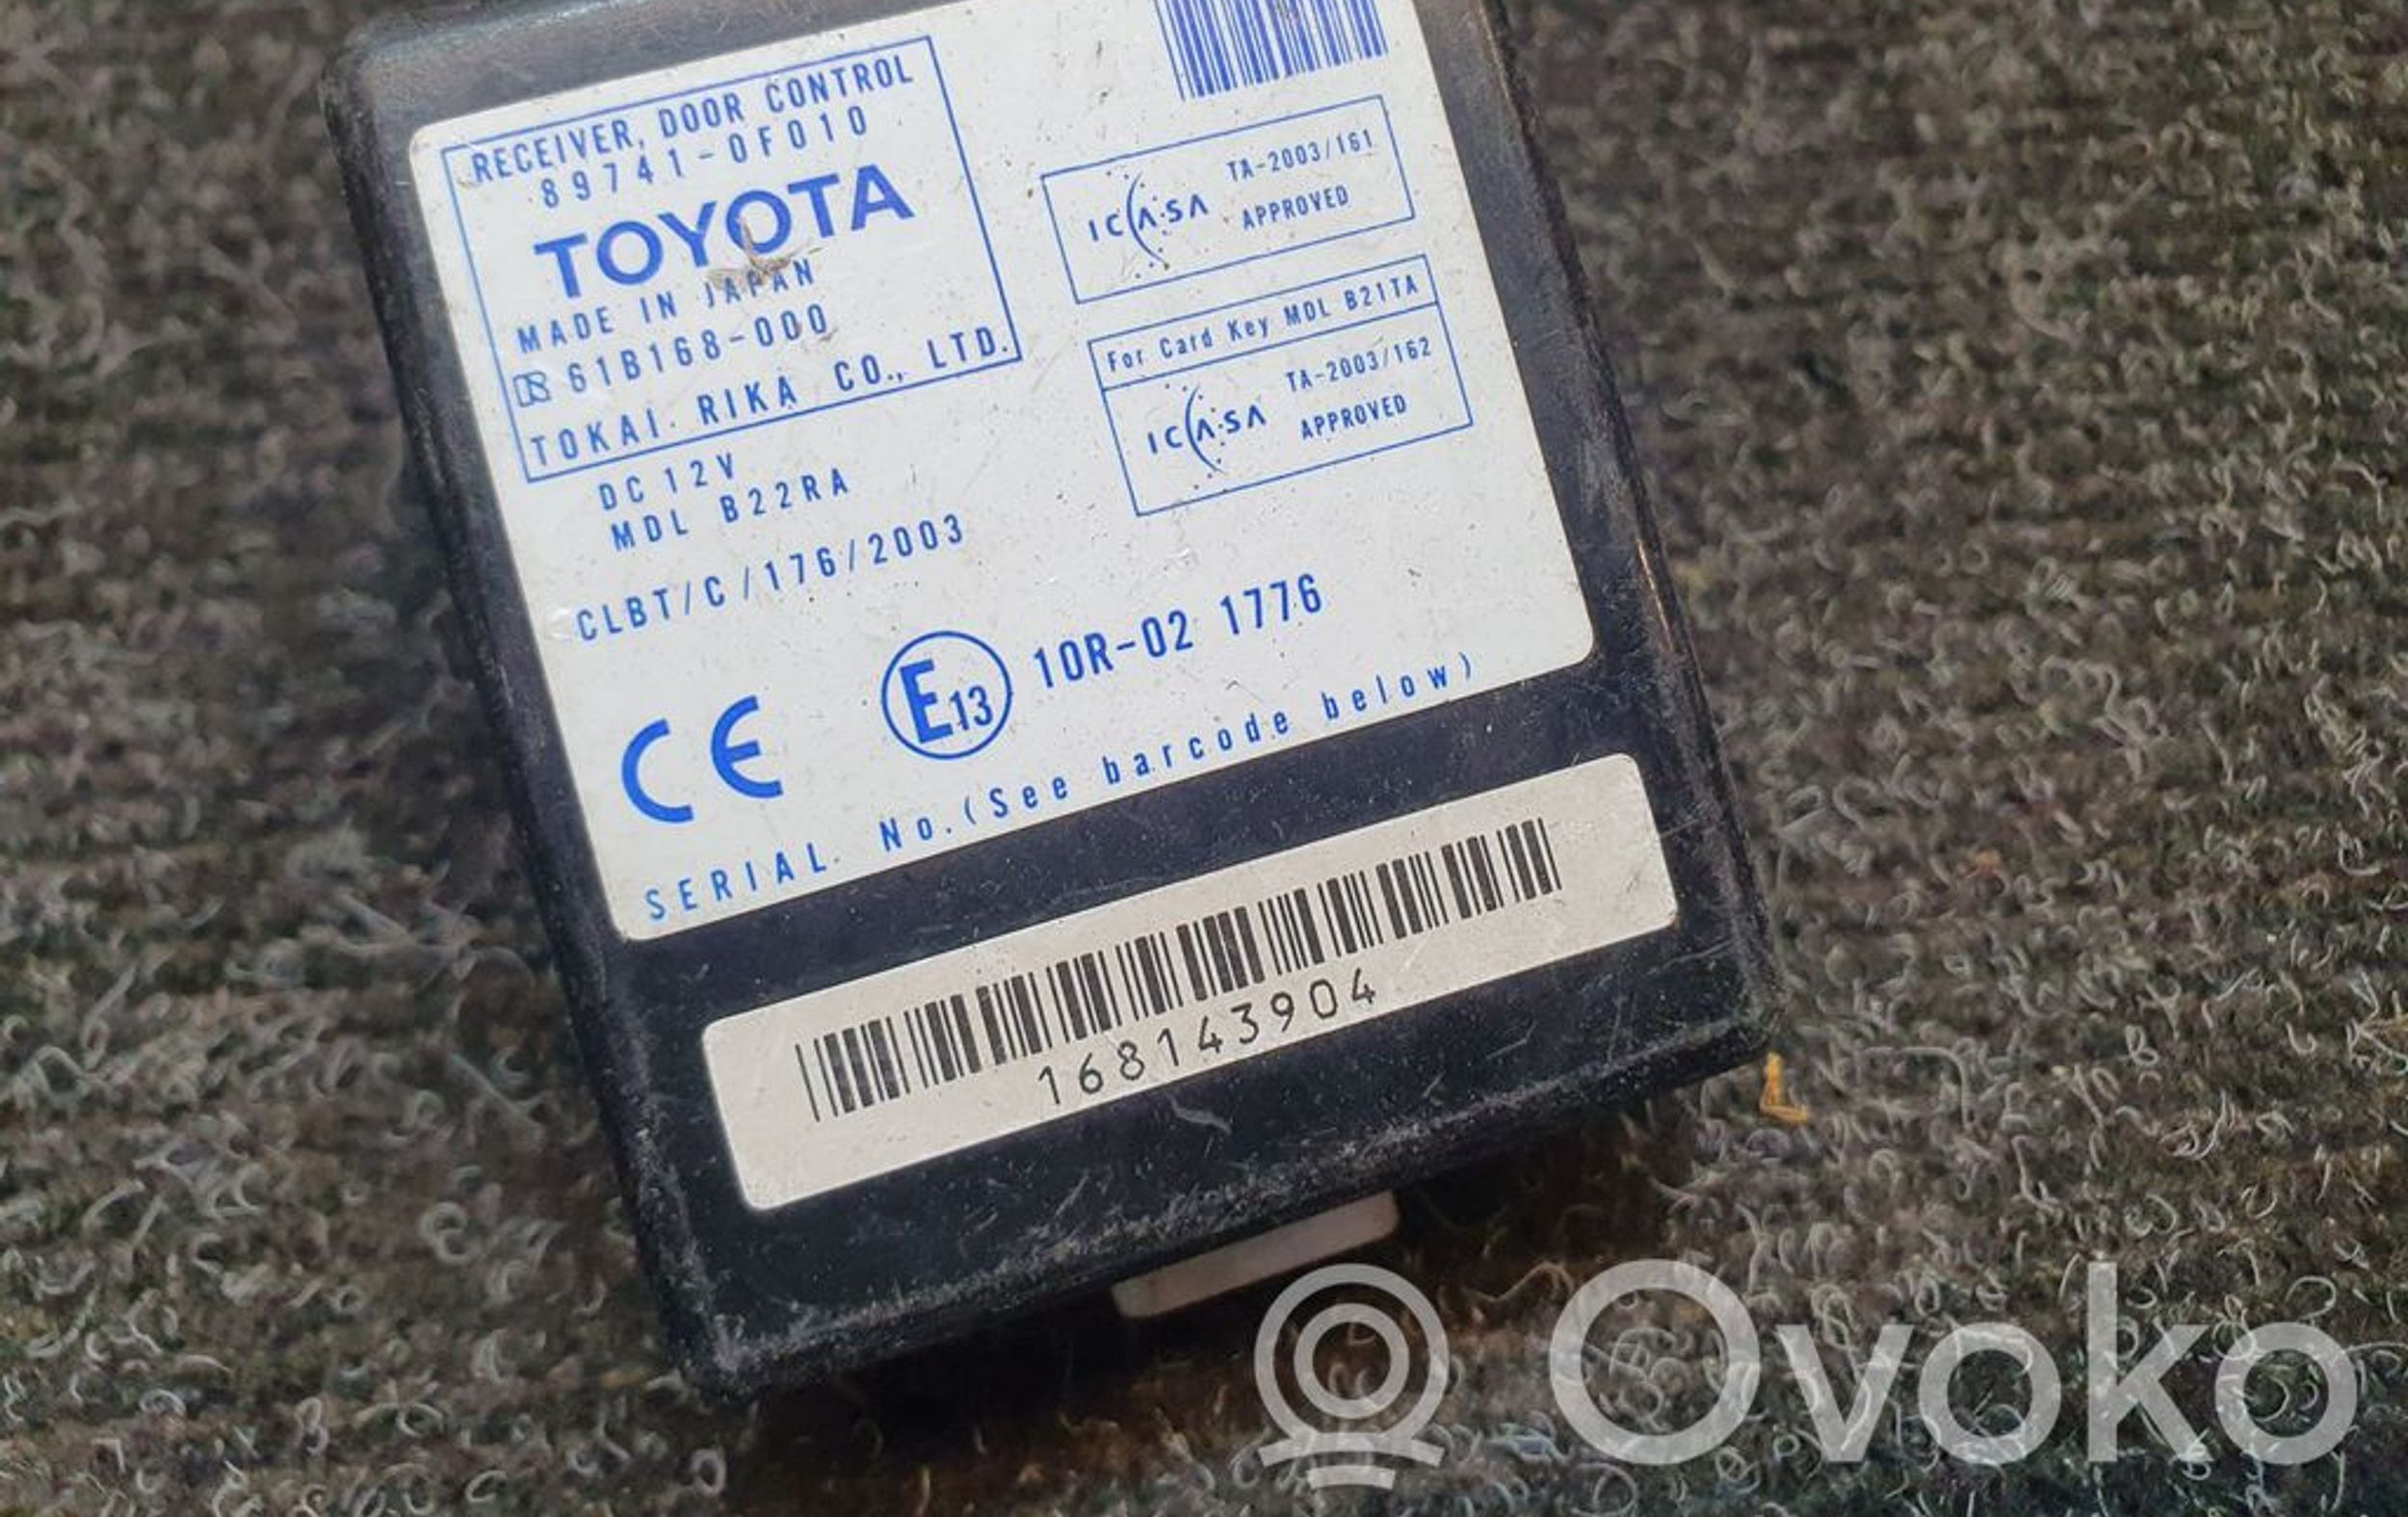 RECEIVER, DOOR CONTROL
89741-0F010
TOYOTA
MADE IN JAPAN
61B168-000
TOKAI RIKA CO., LTD.
DC 12V
MDL B22RA
CLBT/C/176/2003
ICASA TA-2003/161
APPROVED
For Card Key MDL B21TA
ICASA TA-2003/162
APPROVED
CE E13 10R-02 1776
SERIAL No.(See barcode below)
168143904
Ovoko